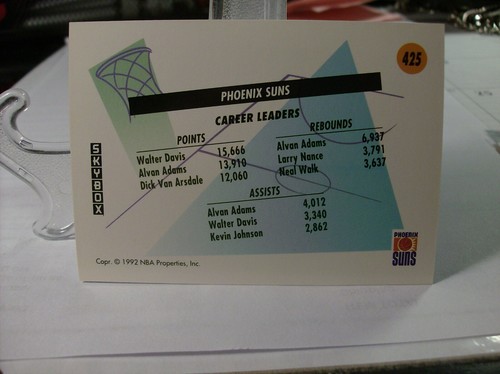 425
PHOENIX SUNS
CAREER LEADERS
POINTS
Walter Davis 15,666
Alvan Adams 13,910
Dick Van Arsdale 12,060
REBOUNDS
Alvan Adams 6,937
Larry Nance 3,791
Neal Walk 3,637
ASSISTS
Alvan Adams 4,012
Walter Davis 3,340
Kevin Johnson 2,862
SKYBOX
Copr. © 1992 NBA Properties, Inc.
PHOENIX
SUNS